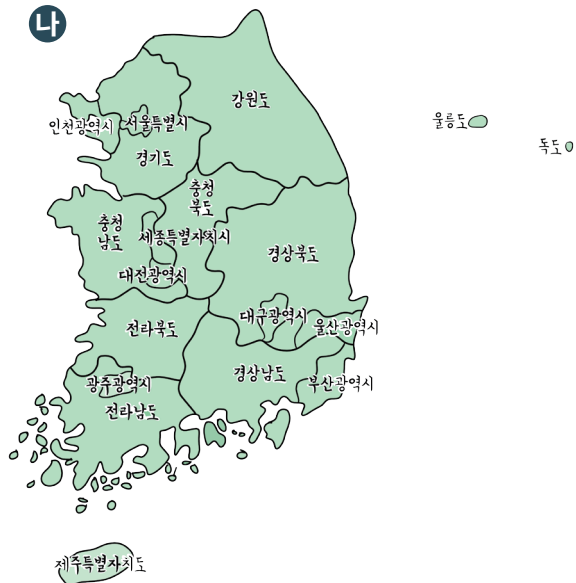 나
강원도
울릉도
인천광역시
서울특별시
독도
경기도
충청
북도
충청
남도
세종특별자치시
경상북도
대전광역시
대구광역시
울산광역시
전라북도
경상남도
광주광역시
부산광역시
전라남도
제주특별자치도